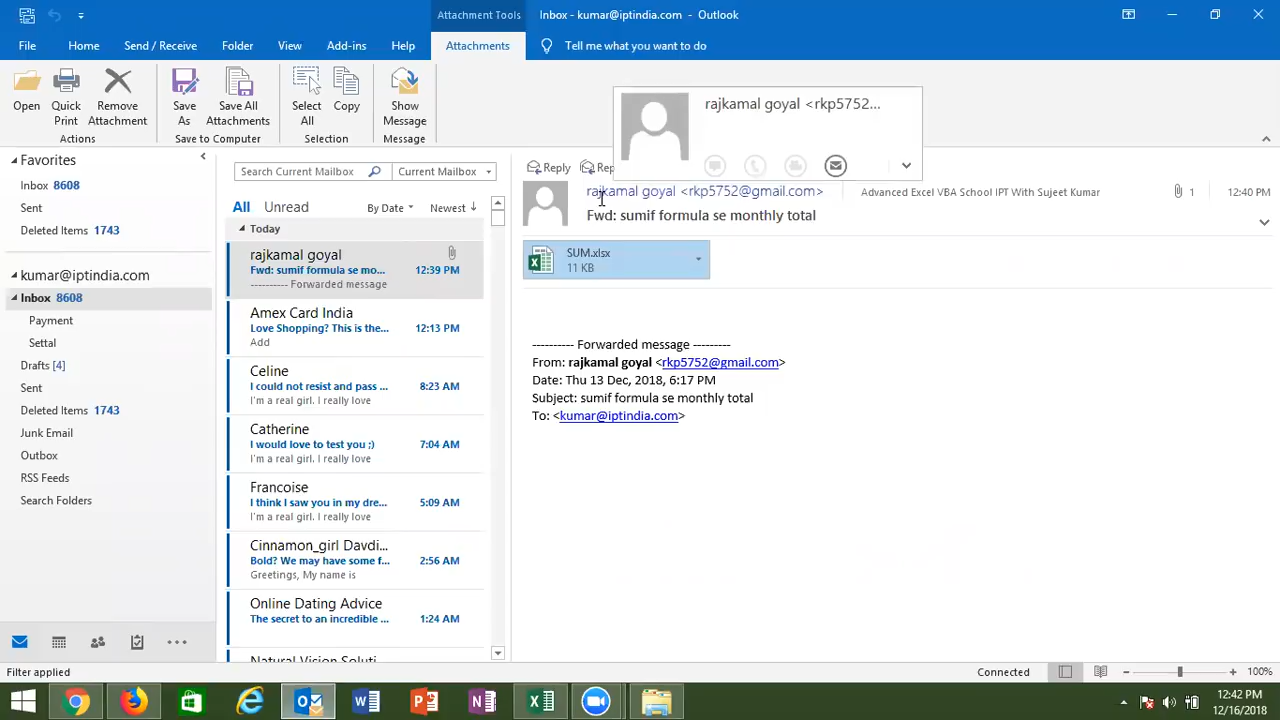 Attachment Tools
Inbox - kumar@iptindia.com - Outlook
File
Home
Send / Receive
Folder
View
Add-ins
Help
Attachments
Tell me what you want to do
Open
Quick Print
Remove Attachment
Save As
Save All Attachments
Select All
Copy
Show Message
Actions
Save to Computer
Selection
Message
rajkamal goyal <rkp5752...
Favorites
Inbox 8608
Sent
Deleted Items 1743
kumar@iptindia.com
Inbox 8608
Payment
Settal
Drafts [4]
Sent
Deleted Items 1743
Junk Email
Outbox
RSS Feeds
Search Folders
Search Current Mailbox
Current Mailbox
All
Unread
By Date
Newest
Today
rajkamal goyal
Fwd: sumif formula se mo...
12:39 PM
---------- Forwarded message
Amex Card India
Love Shopping? This is the...
12:13 PM
Add
Celine
I could not resist and pass ...
8:23 AM
I'm a real girl. I really love
Catherine
I would love to test you ;)
7:04 AM
I'm a real girl. I really love
Francoise
I think I saw you in my dre...
5:09 AM
I'm a real girl. I really love
Cinnamon_girl Davdi...
Bold? We may have some f...
2:56 AM
Greetings, My name is
Online Dating Advice
The secret to an incredible ...
1:24 AM
Natural Vision Soluti
Reply
Rep
rajkamal goyal <rkp5752@gmail.com>
Advanced Excel VBA School IPT With Sujeet Kumar
1
12:40 PM
Fwd: sumif formula se monthly total
SUM.xlsx
11 KB
---------- Forwarded message ---------
From: rajkamal goyal <rkp5752@gmail.com>
Date: Thu 13 Dec, 2018, 6:17 PM
Subject: sumif formula se monthly total
To: <kumar@iptindia.com>
Filter applied
Connected
100%
12:42 PM
12/16/2018